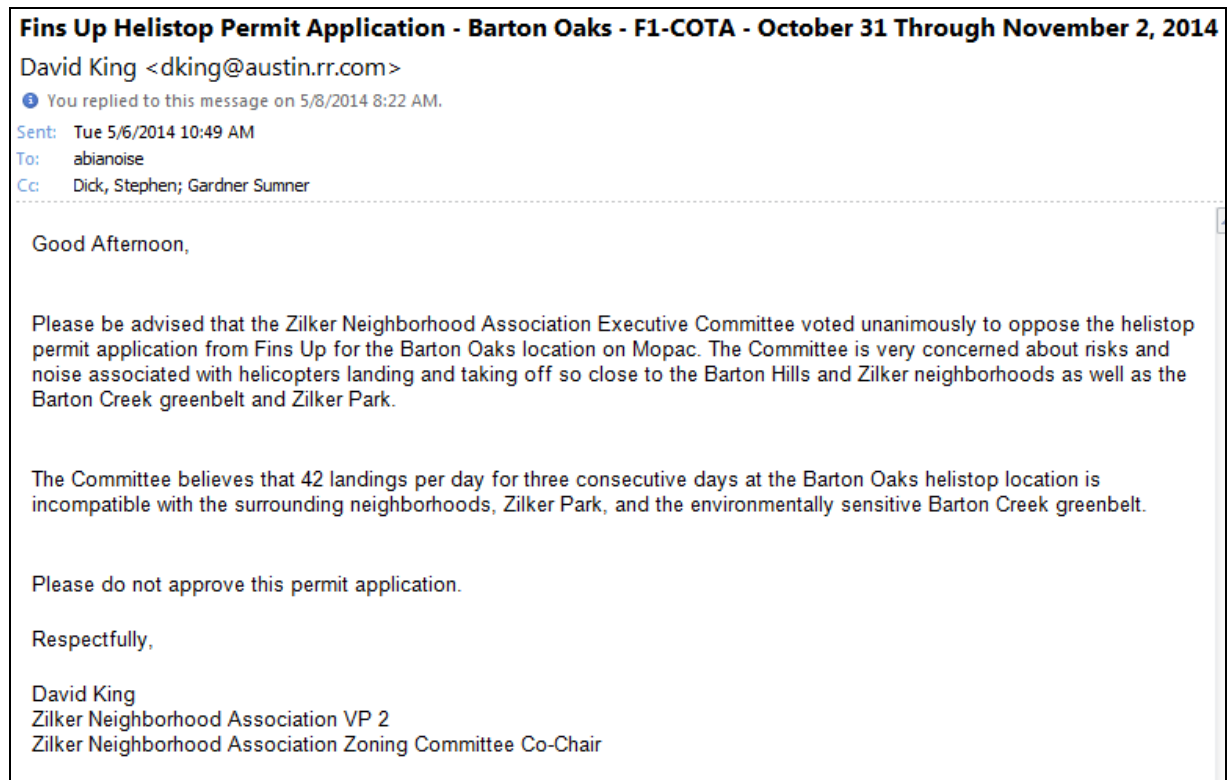 Fins Up Helistop Permit Application - Barton Oaks - F1-COTA - October 31 Through November 2, 2014
David King <dking@austin.rr.com>
You replied to this message on 5/8/2014 8:22 AM.
Sent: Tue 5/6/2014 10:49 AM
To: abianoise
Cc: Dick, Stephen; Gardner Sumner
Good Afternoon,
Please be advised that the Zilker Neighborhood Association Executive Committee voted unanimously to oppose the helistop
permit application from Fins Up for the Barton Oaks location on Mopac. The Committee is very concerned about risks and
noise associated with helicopters landing and taking off so close to the Barton Hills and Zilker neighborhoods as well as the
Barton Creek greenbelt and Zilker Park.
The Committee believes that 42 landings per day for three consecutive days at the Barton Oaks helistop location is
incompatible with the surrounding neighborhoods, Zilker Park, and the environmentally sensitive Barton Creek greenbelt.
Please do not approve this permit application.
Respectfully,
David King
Zilker Neighborhood Association VP 2
Zilker Neighborhood Association Zoning Committee Co-Chair